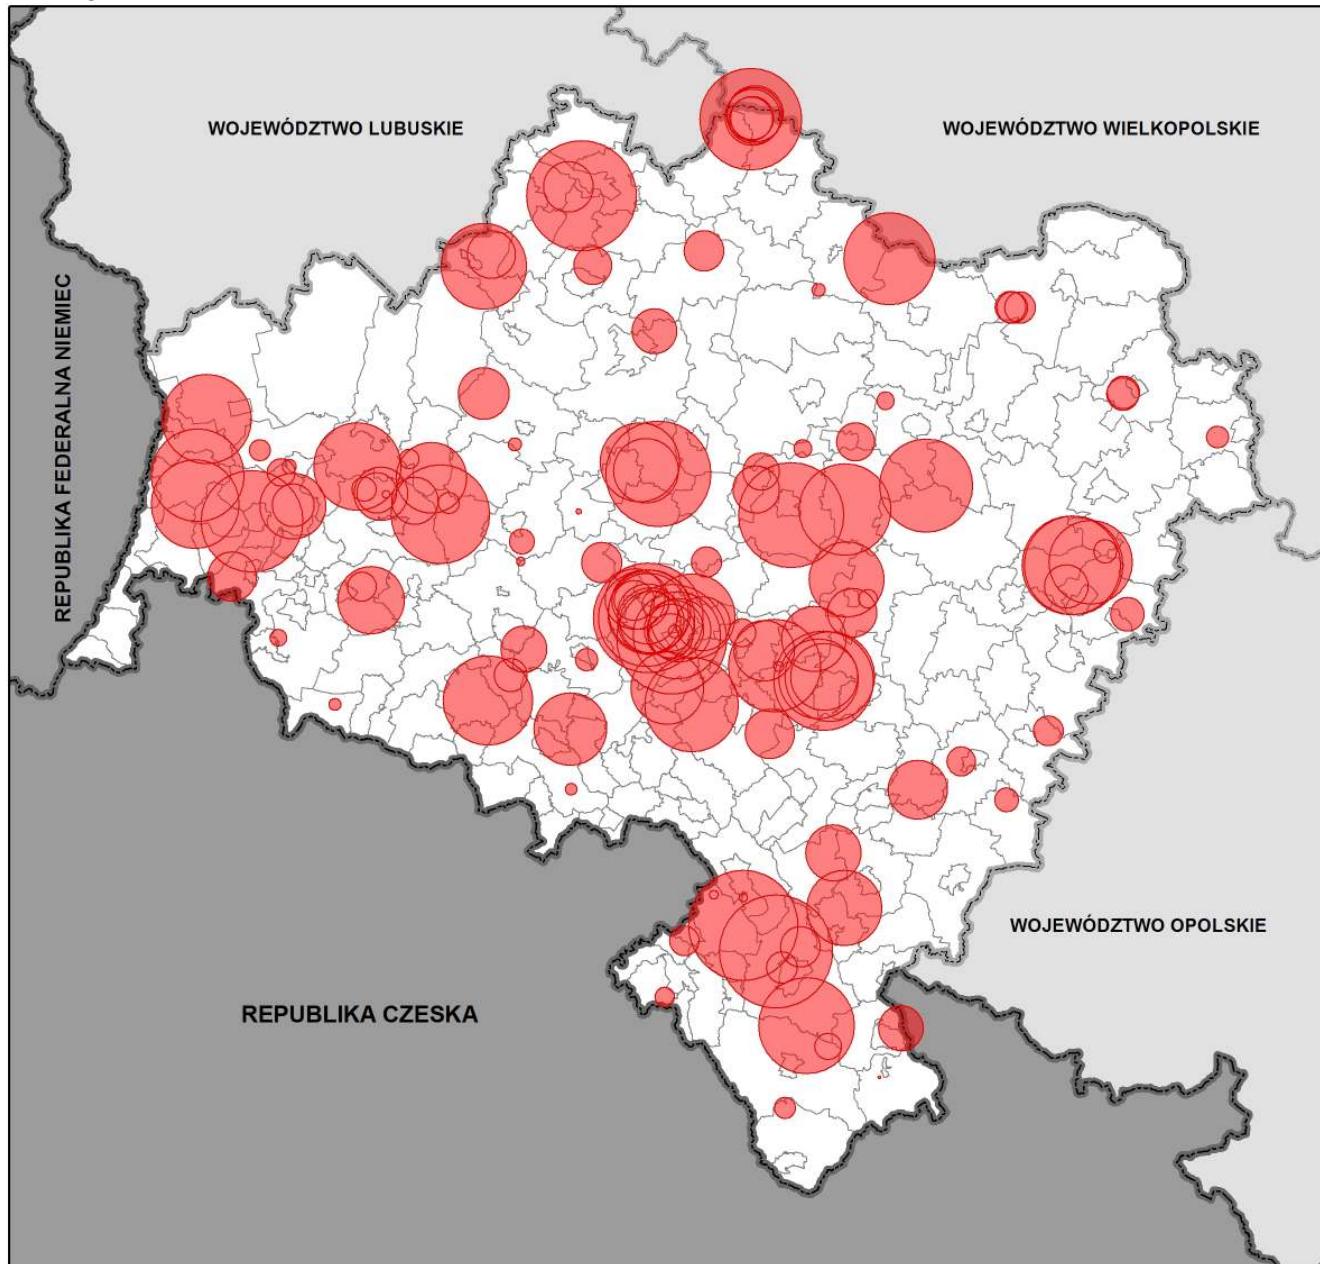 WOJEWÓDZTWO LUBUSKIE
WOJEWÓDZTWO WIELKOPOLSKIE
REPUBLIKA FEDERALNA NIEMIEC
WOJEWÓDZTWO OPOLSKIE
REPUBLIKA CZESKA